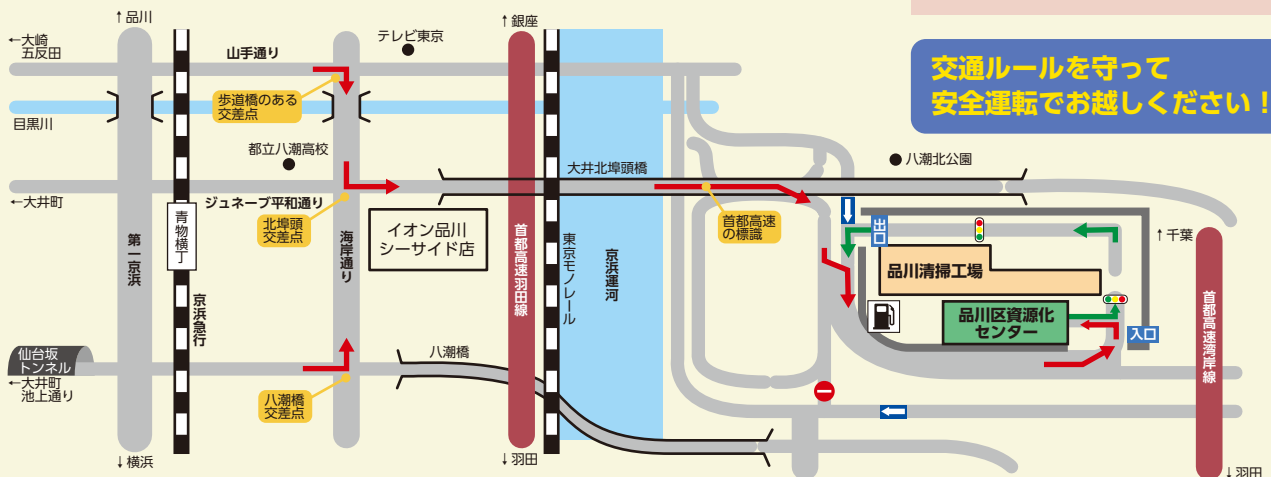 ↑品川
←大崎
五反田
山手通り
テレビ東京
↑銀座
交通ルールを守って
安全運転でお越しください!
歩道橋のある
交差点
目黒川
都立八潮高校
大井北埠頭橋
八潮北公園
←大井町
ジュネーブ平和通り
青物横丁
北埠頭
交差点
イオン品川
シーサイド店
首都高速
の標識
出口
↑千葉
第一京浜
海岸通り
首都高速羽田線
東京モノレール
京浜運河
品川清掃工場
京浜急行
品川区資源化
センター
入口
首都高速湾岸線
仙台坂
トンネル
八潮橋
←大井町
池上通り
八潮橋
交差点
↓横浜
↓羽田
↓羽田